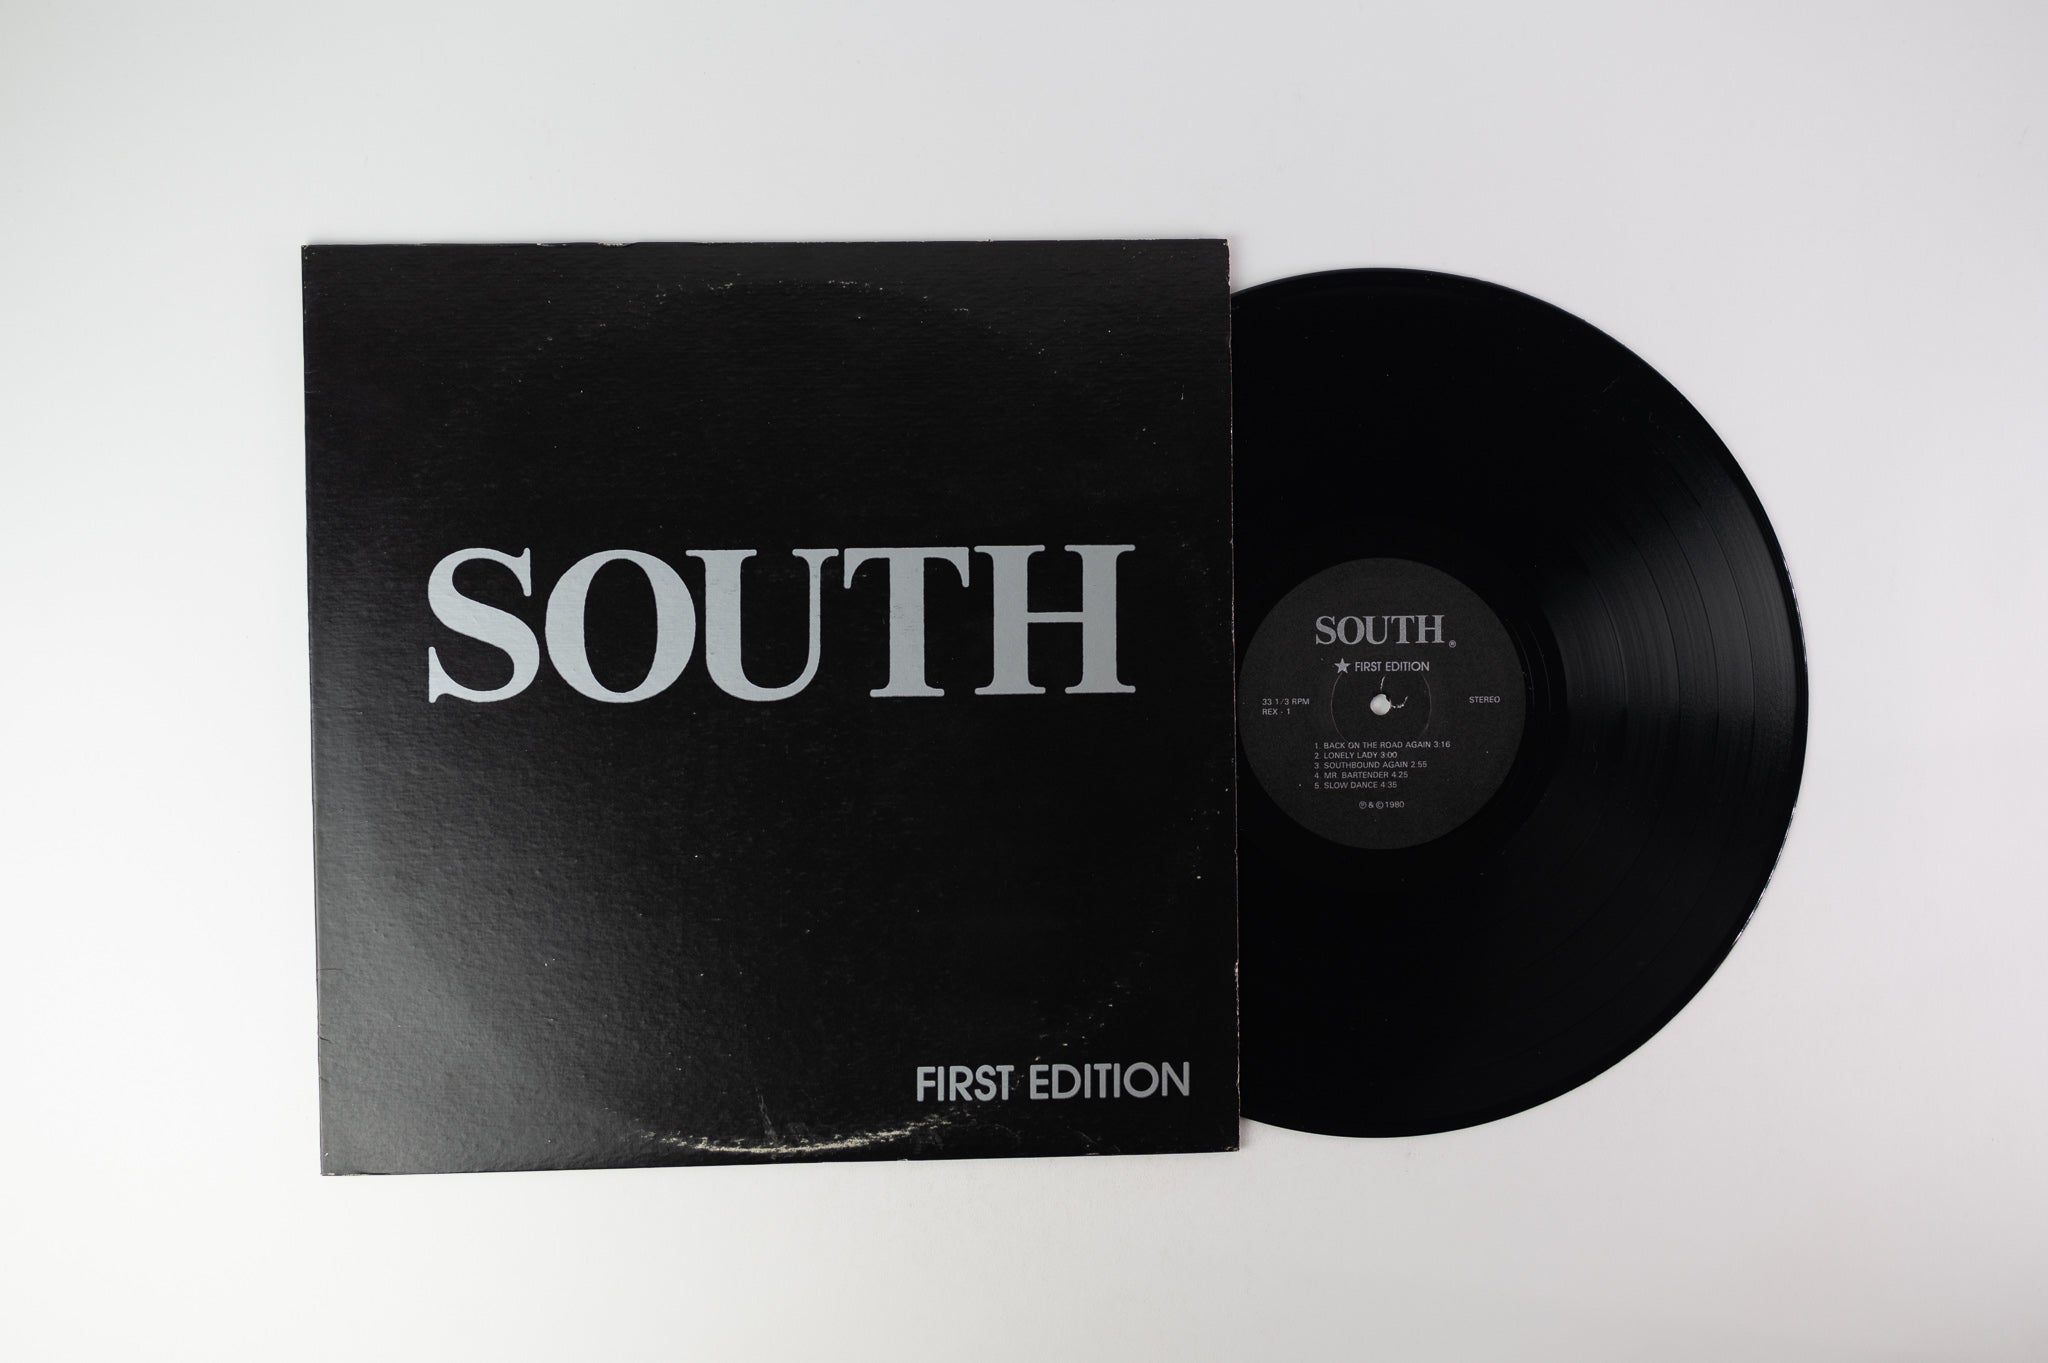 SOUTH
FIRST EDITION
SOUTH®
★ FIRST EDITION
33 1/3 RPM
REX - 1
STEREO
1. BACK ON THE ROAD AGAIN 3:16
2 LONELY LADY 3:00
3 SOUTHBOUND AGAIN 2:55
4 MR. BARTENDER 4:25
5 SLOW DANCE 4:35
℗ & © 1980